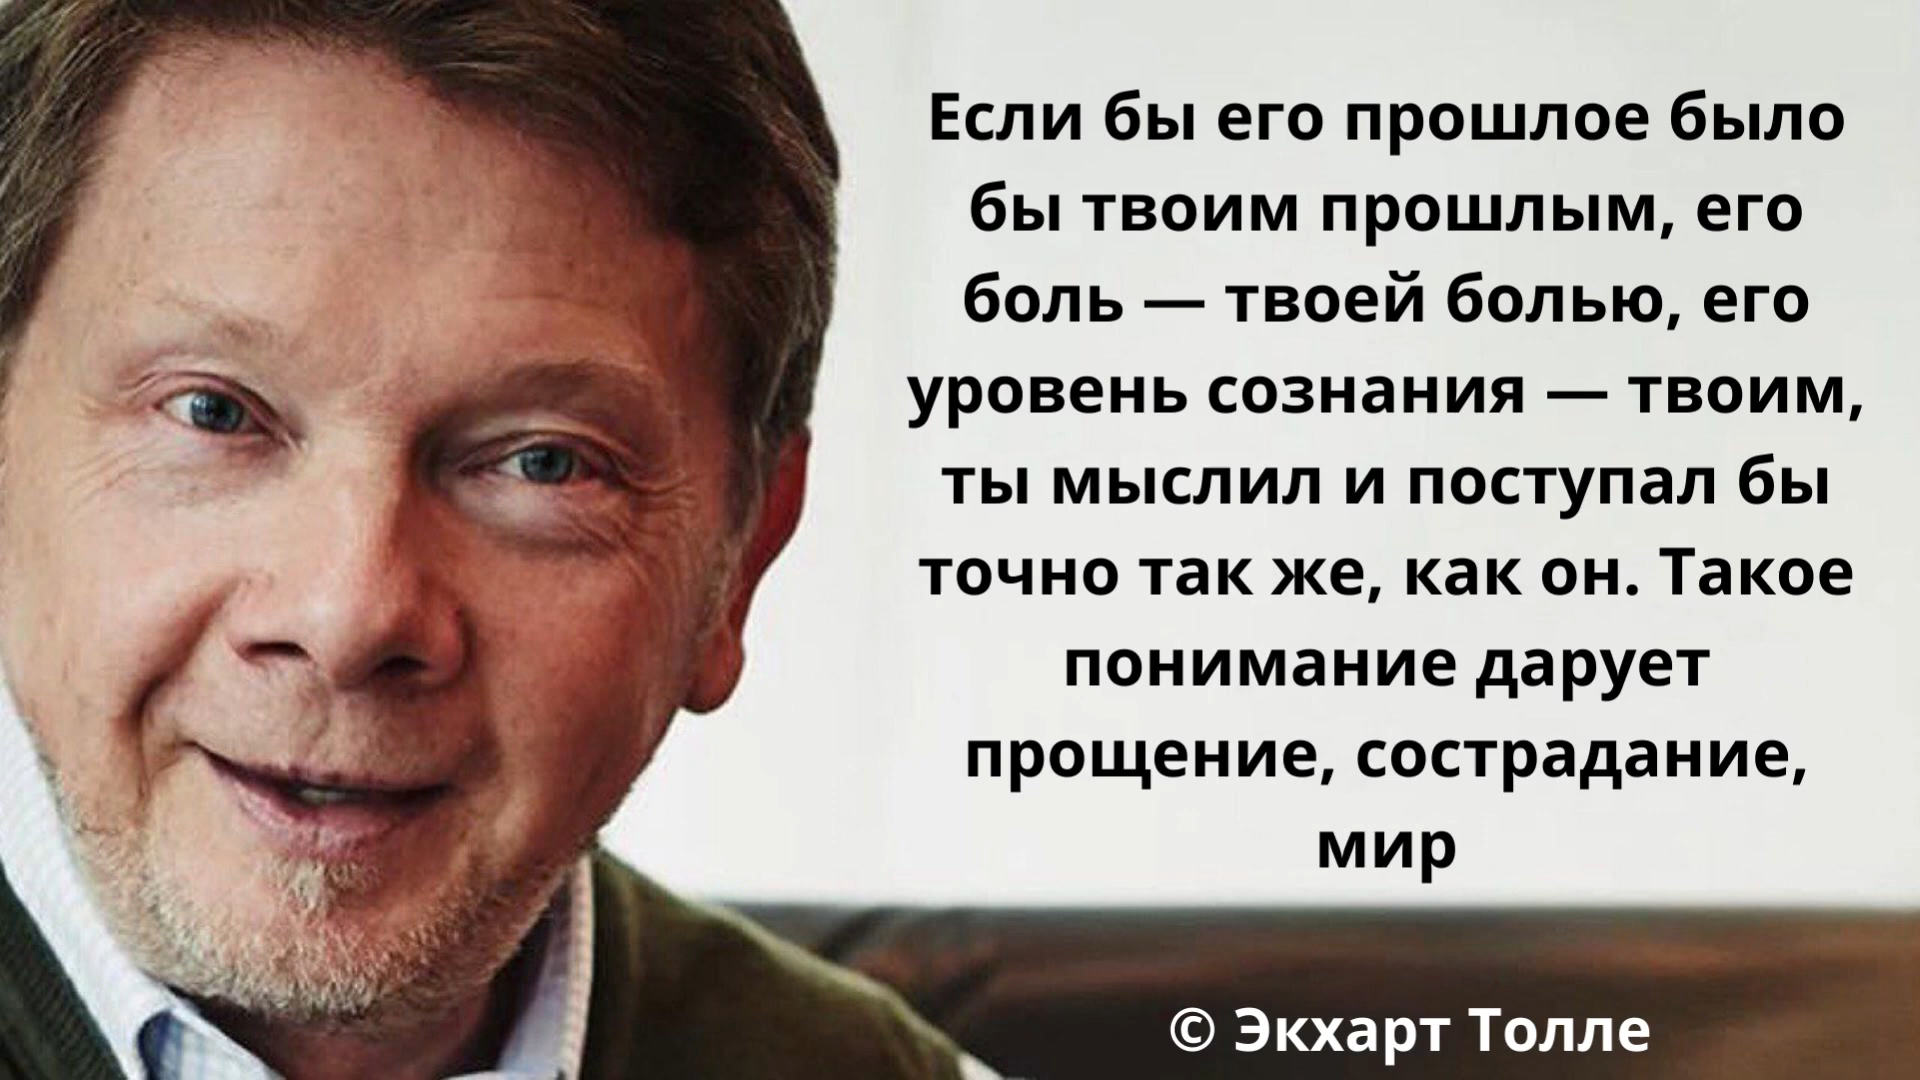 Если бы его прошлое было
бы твоим прошлым, его
боль — твоей болью, его
уровень сознания — твоим,
ты мыслил и поступал бы
точно так же, как он. Такое
понимание дарует
прощение, сострадание,
мир
© Экхарт Толле